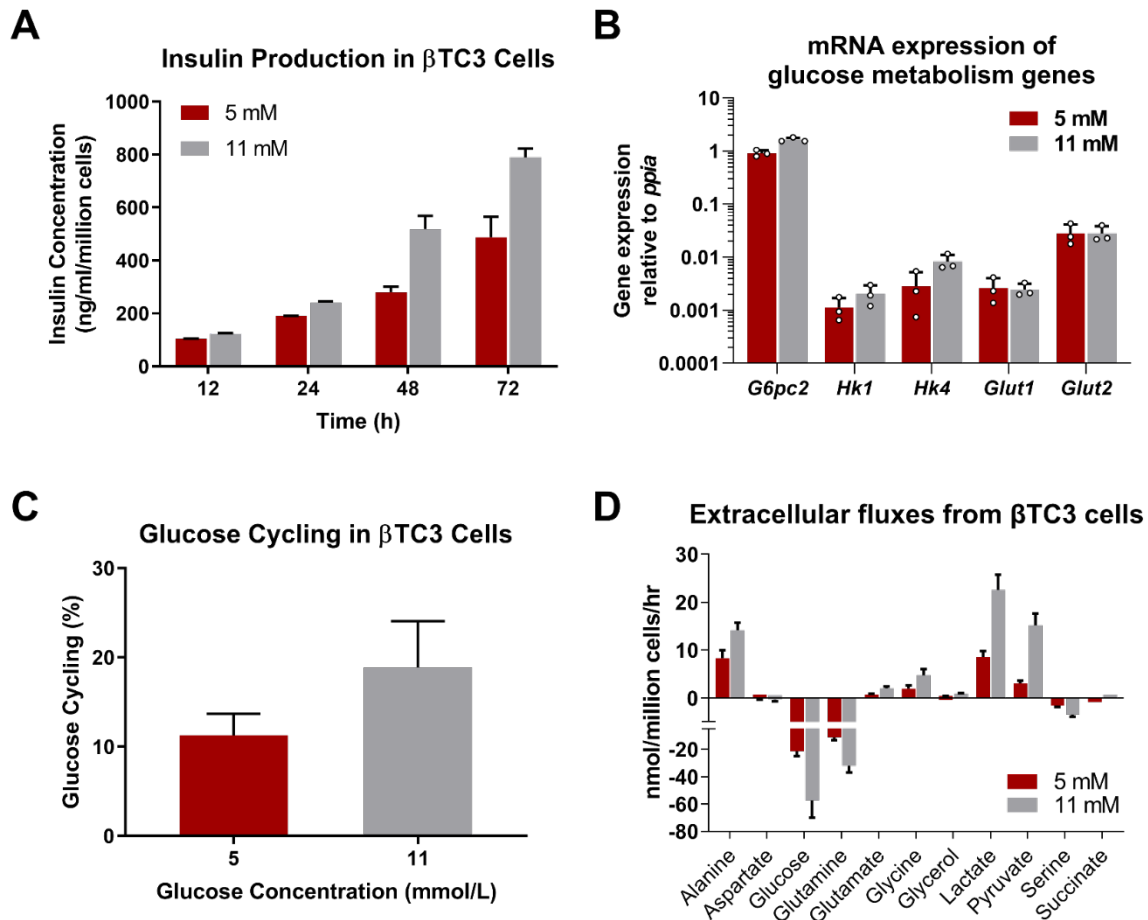 A
Insulin Production in βTC3 Cells
Insulin Concentration
(ng/ml/million cells)
1000
800
600
400
200
0
5 mM
11 mM
12 24 48 72
Time (h)
B
mRNA expression of
glucose metabolism genes
Gene expression
relative to ppia
10
1
0.1
0.01
0.001
0.0001
5 mM
11 mM
G6pc2 Hk1 Hk4 Glut1 Glut2
C
Glucose Cycling in βTC3 Cells
Glucose Cycling (%)
30
20
10
0
5 11
Glucose Concentration (mmol/L)
D
Extracellular fluxes from βTC3 cells
nmol/million cells/hr
30
20
10
0
-20
-40
-60
-80
5 mM
11 mM
Alanine
Aspartate
Glucose
Glutamine
Glutamate
Glycine
Glycerol
Lactate
Pyruvate
Serine
Succinate